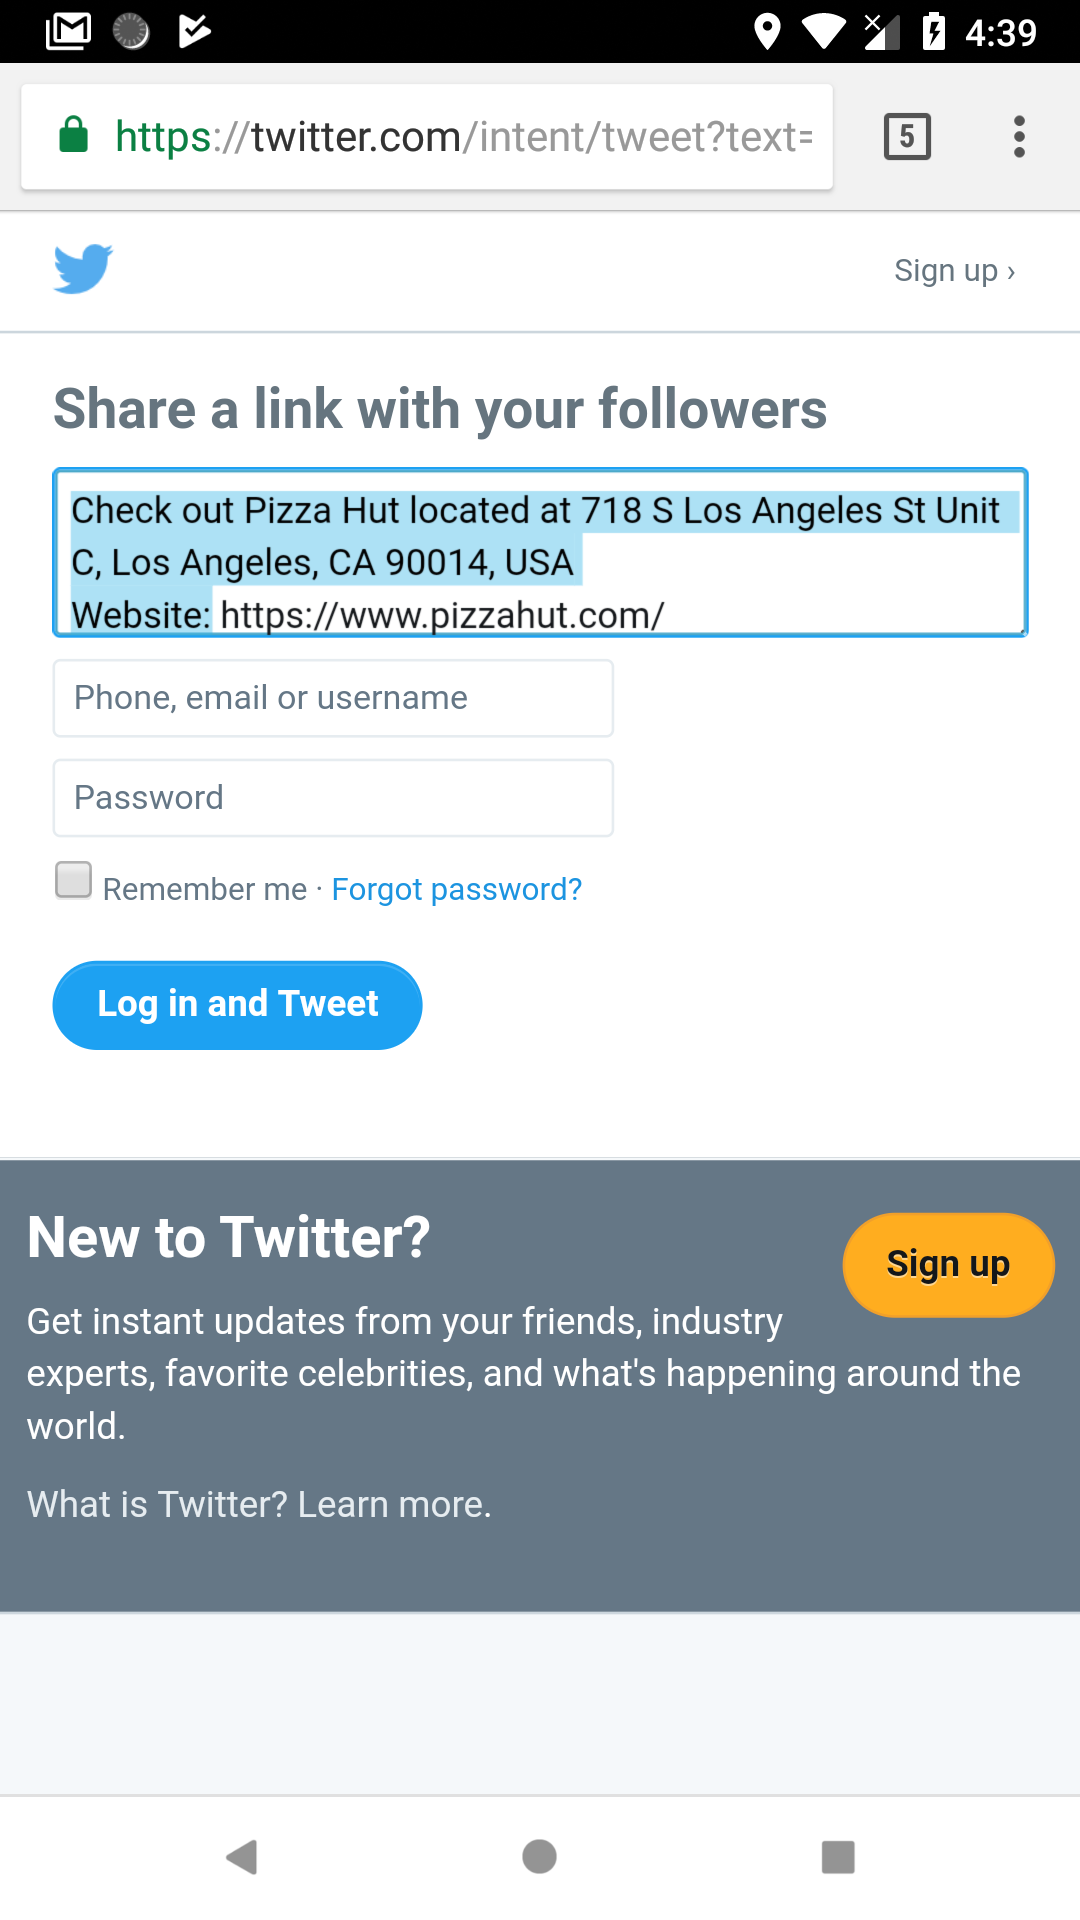 4:39
https://twitter.com/intent/tweet?text=
5
Sign up ›
Share a link with your followers
Check out Pizza Hut located at 718 S Los Angeles St Unit
C, Los Angeles, CA 90014, USA
Website: https://www.pizzahut.com/
Phone, email or username
Password
Remember me · Forgot password?
Log in and Tweet
New to Twitter?
Sign up
Get instant updates from your friends, industry
experts, favorite celebrities, and what's happening around the
world.
What is Twitter? Learn more.